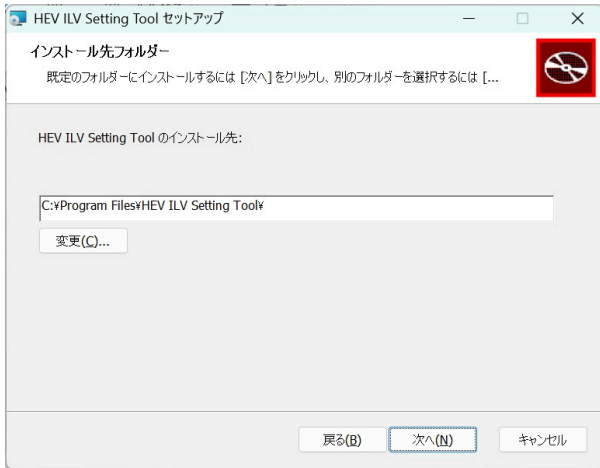 HEV ILV Setting Tool セットアップ
インストール先フォルダー
既定のフォルダーにインストールするには [次へ] をクリックし、別のフォルダーを選択するには [...
HEV ILV Setting Tool のインストール先:
C:¥Program Files¥HEV ILV Setting Tool¥
変更(C)...
戻る(B) 次へ(N) キャンセル